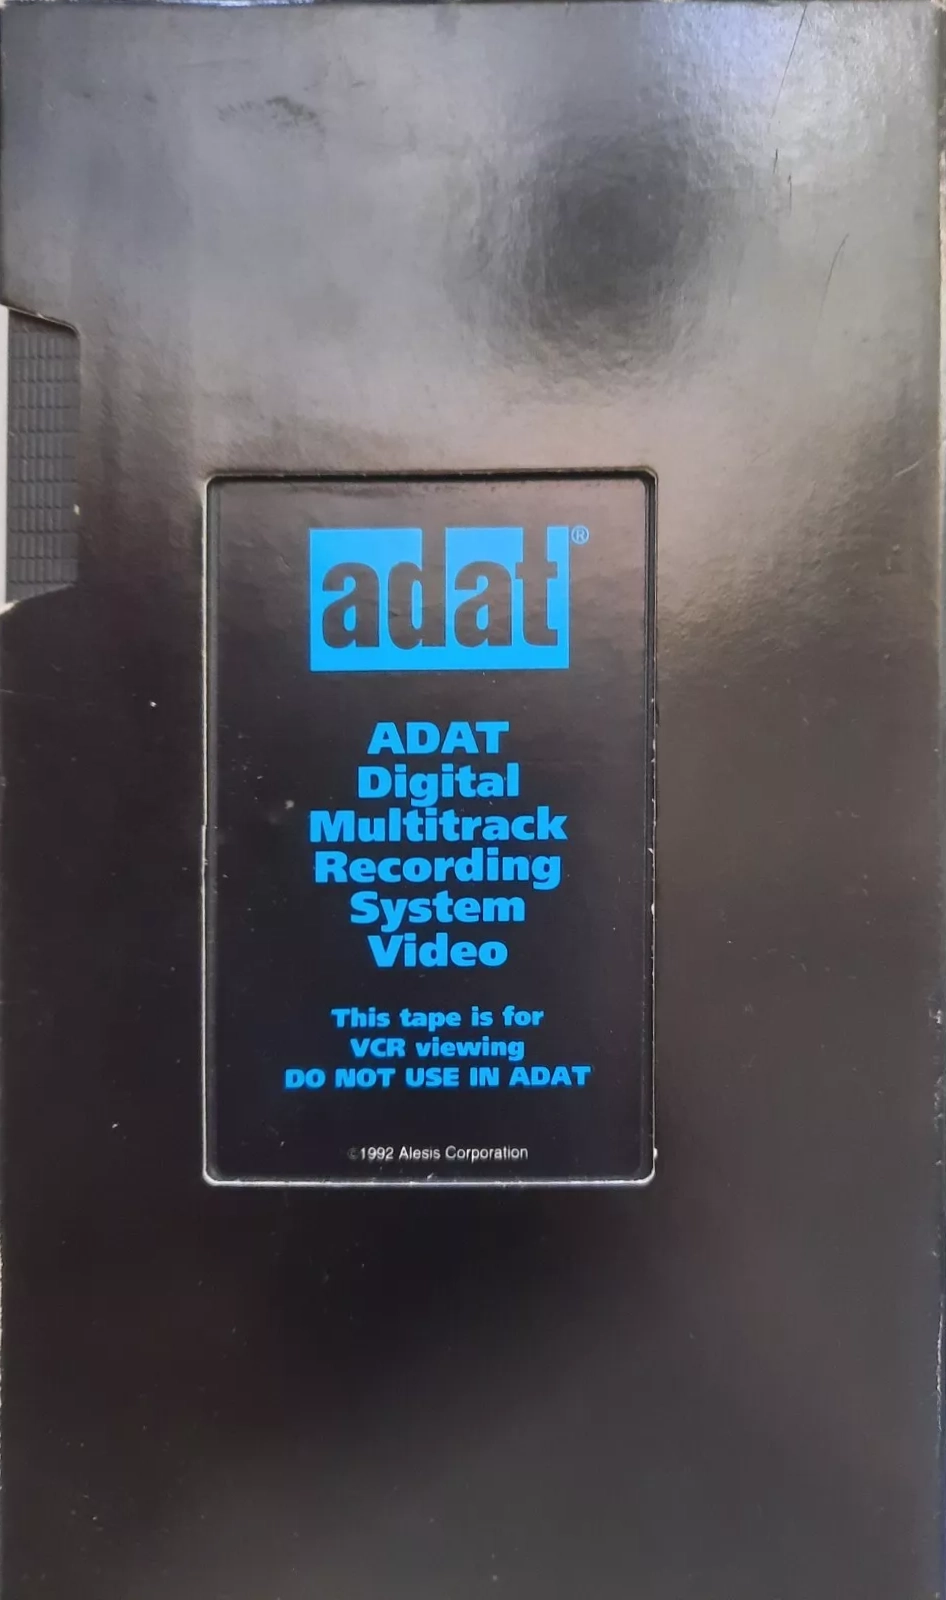 adat®
ADAT
Digital
Multitrack
Recording
System
Video
This tape is for
VCR viewing
DO NOT USE IN ADAT
©1992 Alesis Corporation